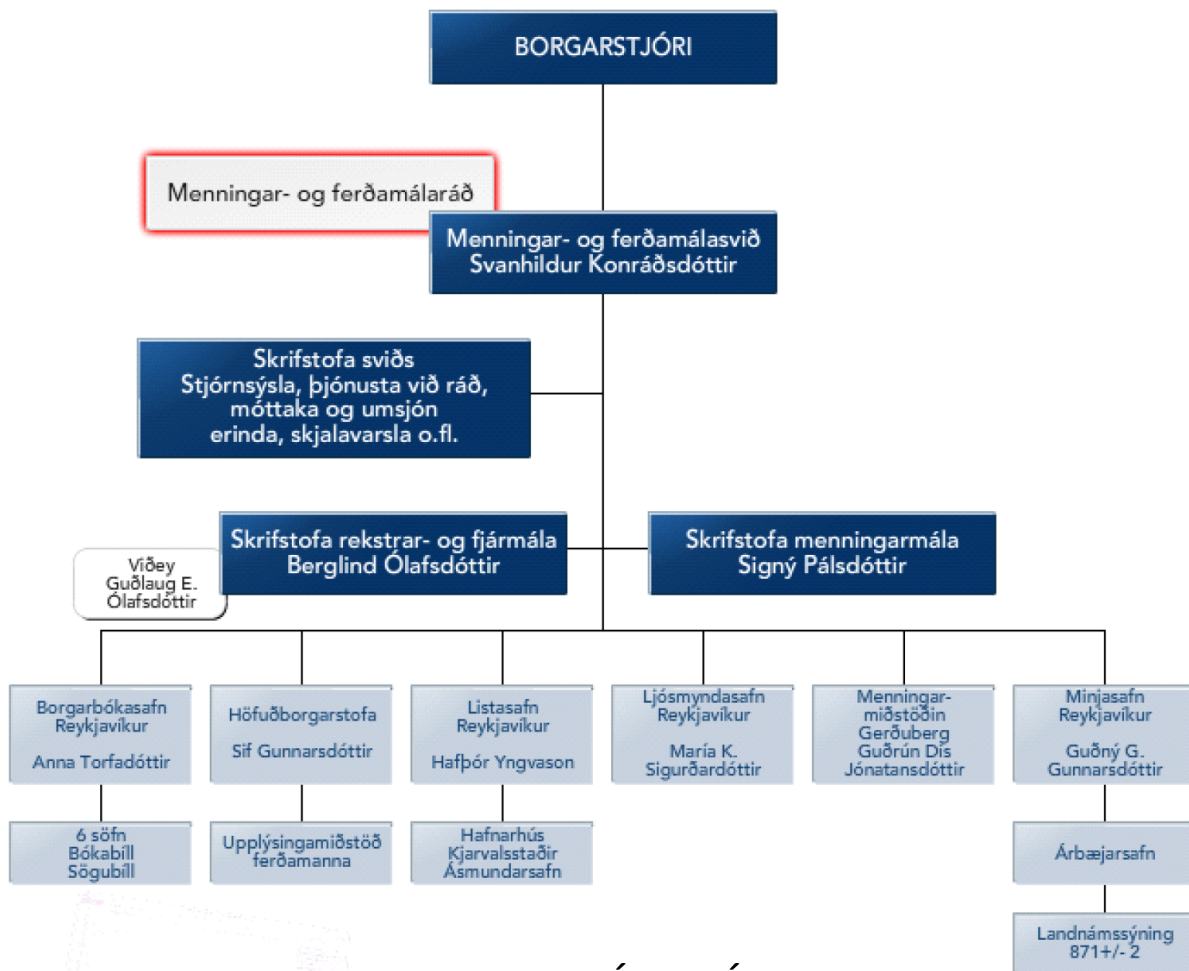 BORGARSTJÓRI
Menningar- og ferðamálaráð
Menningar- og ferðamálasvið
Svanhildur Konráðsdóttir
Skrifstofa sviðs
Stjórnsýsla, þjónusta við ráð,
móttaka og umsjón
erinda, skjalavarsla o.fl.
Skrifstofa rekstrar- og fjármála
Berglind Ólafsdóttir
Skrifstofa menningarmála
Signý Pálsdóttir
Viðey
Guðlaug E.
Ólafsdóttir
Borgarbókasafn
Reykjavíkur
Anna Torfadóttir
Höfuðborgarstofa
Sif Gunnarsdóttir
Listasafn
Reykjavíkur
Hafþór Yngvason
Ljósmyndasafn
Reykjavíkur
María K.
Sigurðardóttir
Menningar-
miðstöðin
Gerðuberg
Guðrún Dís
Jónatansdóttir
Minjasafn
Reykjavíkur
Guðný G.
Gunnarsdóttir
6 söfn
Bókabíll
Sögubíll
Upplýsingamiðstöð
ferðamanna
Hafnarhús
Kjarvalsstaðir
Ásmundarsafn
Árbæjarsafn
Landnámssýning
871+/- 2